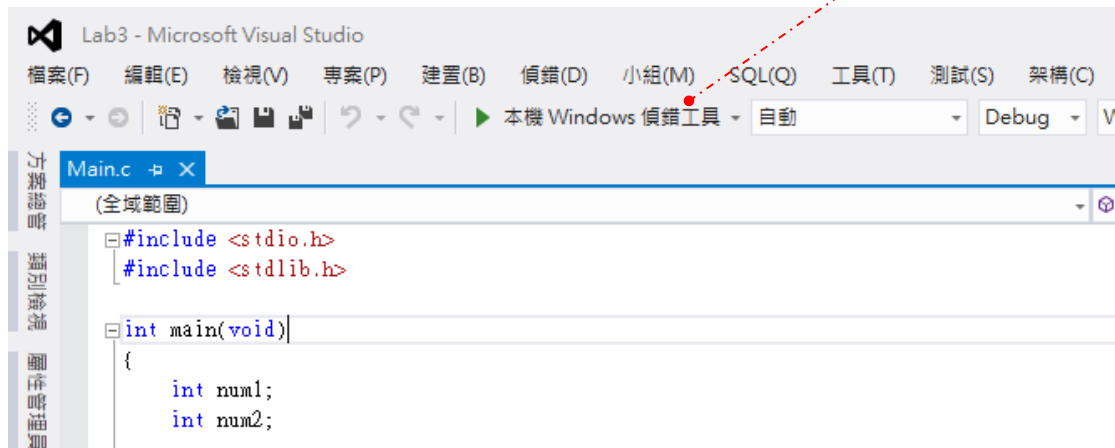 Lab3 - Microsoft Visual Studio
檔案(F) 編輯(E) 檢視(V) 專案(P) 建置(B) 偵錯(D) 小組(M) SQL(Q) 工具(T) 測試(S) 架構(C)
本機 Windows 偵錯工具 自動 Debug
方案總管
類別檢視
屬性管理員
Main.c
(全域範圍)
#include <stdio.h>
#include <stdlib.h>
int main(void)
{
int num1;
int num2;